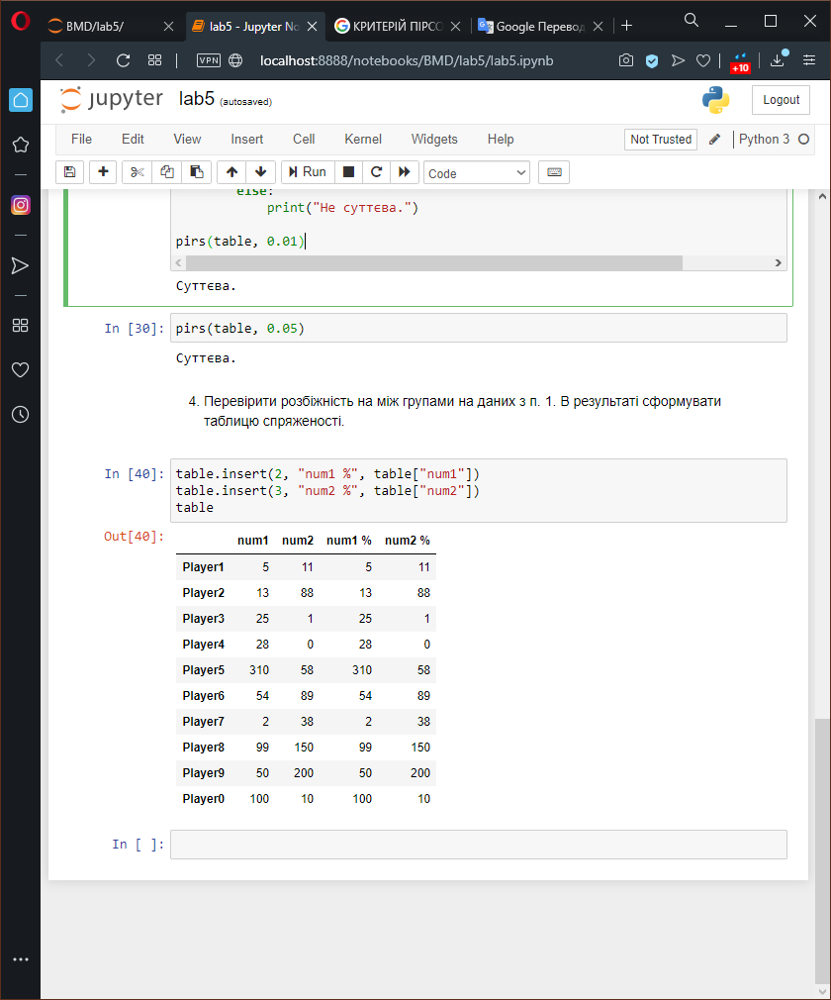 BMD/lab5/
lab5 - Jupyter No
КРИТЕРІЙ ПІРСО
Google Перевод
VPN
localhost:8888/notebooks/BMD/lab5/lab5.ipynb
+10
jupyter lab5 (autosaved)
Logout
File Edit View Insert Cell Kernel Widgets Help
Not Trusted
Python 3
Run
Code
else:
print("Не суттєва.")
pirs(table, 0.01)
Суттєва.
In [30]: pirs(table, 0.05)
Суттєва.
4. Перевірити розбіжність на між групами на даних з п. 1. В результаті сформувати
таблицю спряженості.
In [40]: table.insert(2, "num1 %", table["num1"])
table.insert(3, "num2 %", table["num2"])
table
Out[40]:
num1 num2 num1 % num2 %
Player1 5 11 5 11
Player2 13 88 13 88
Player3 25 1 25 1
Player4 28 0 28 0
Player5 310 58 310 58
Player6 54 89 54 89
Player7 2 38 2 38
Player8 99 150 99 150
Player9 50 200 50 200
Player0 100 10 100 10
In [ ]: